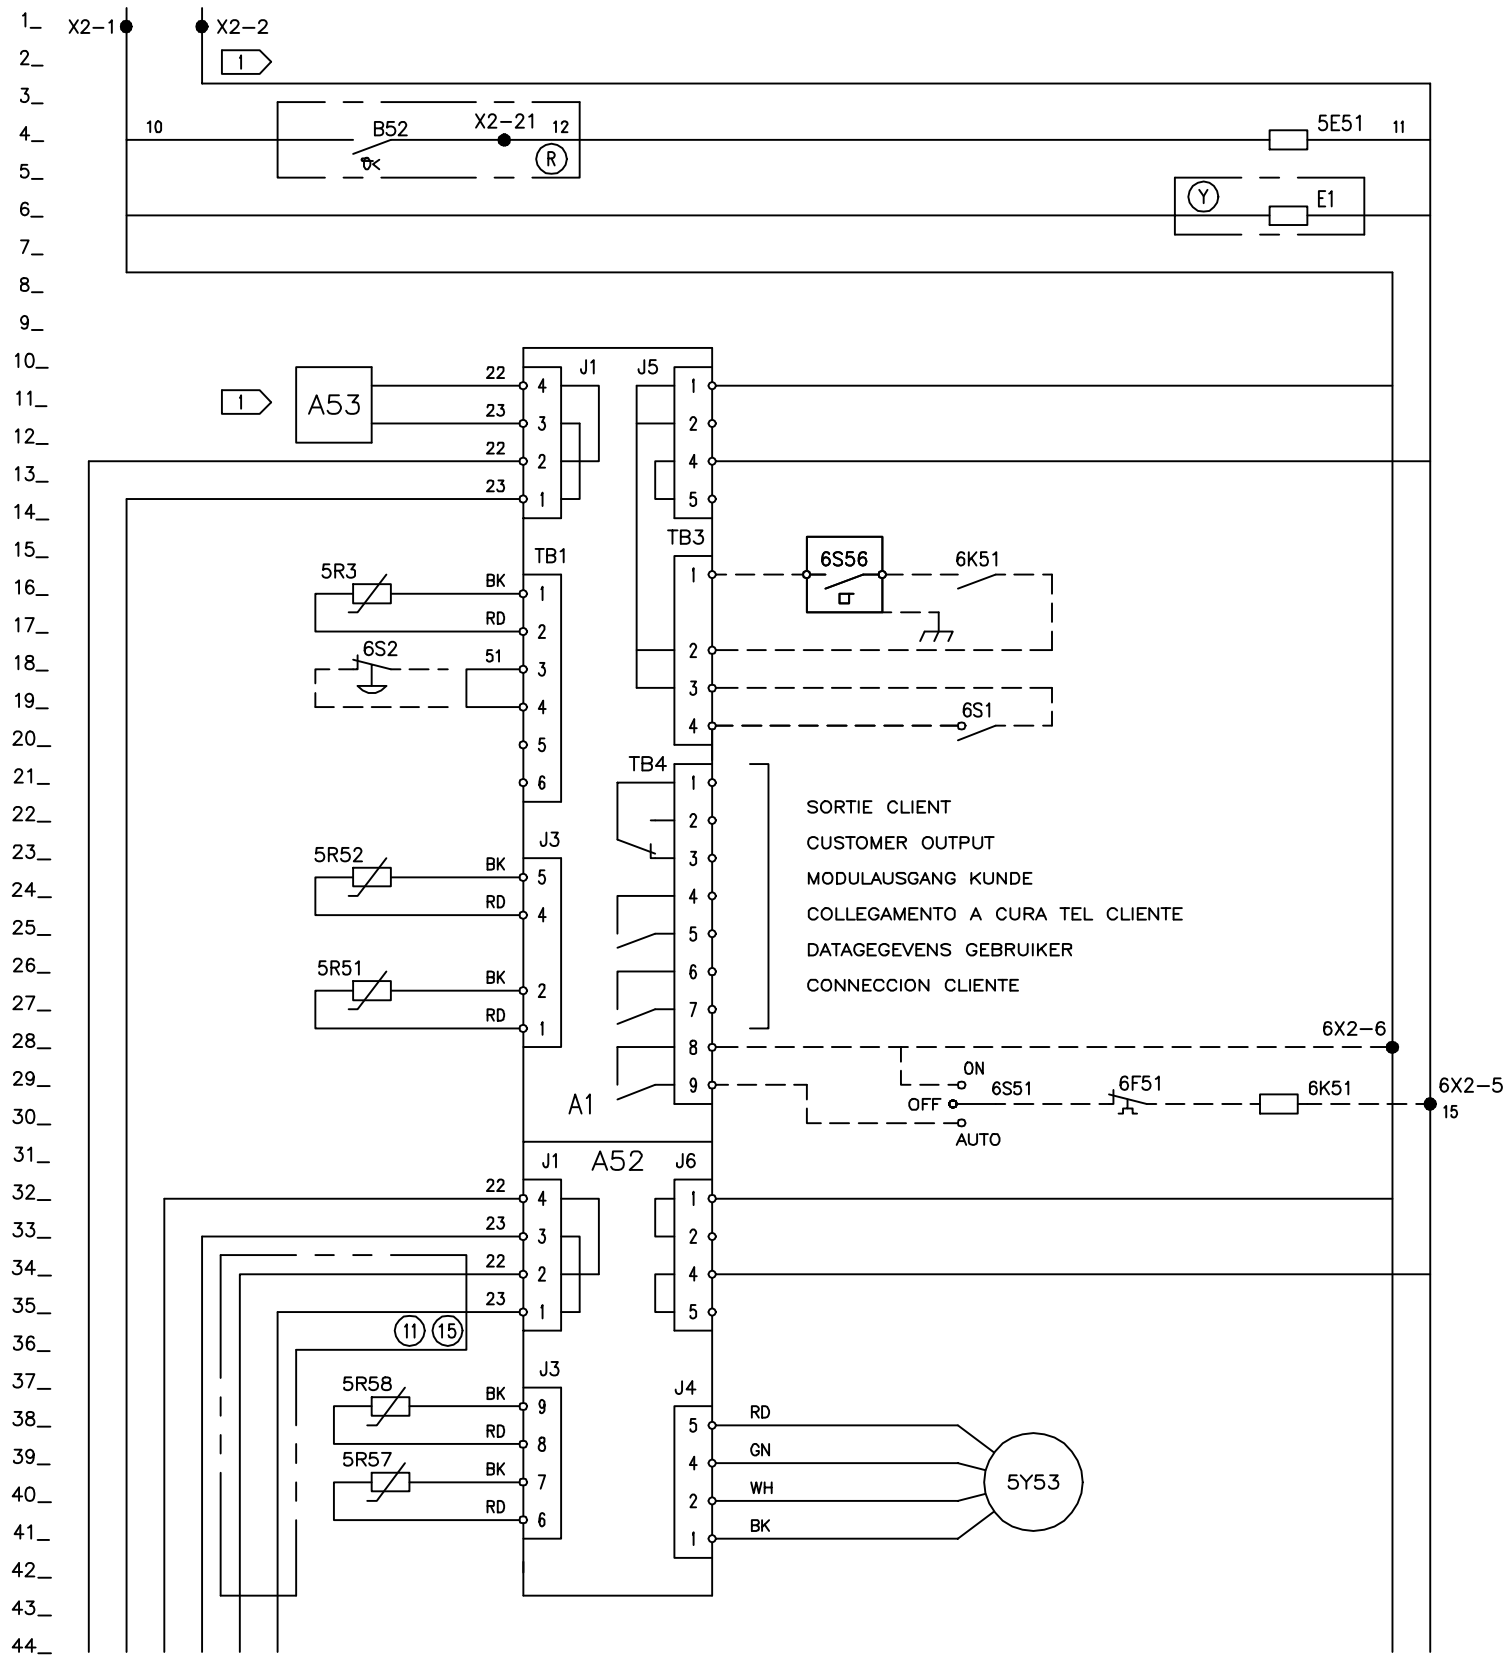 1_ X2-1 X2-2
2_ 1
3_
4_ 10 B52 X2-21 12 5E51 11
5_ R
6_ Y E1
7_
8_
9_
10_ J1 J5
11_ 1 A53 22 4 1
12_ 23 3 2
13_ 22 2 4
14_ 23 1 5
15_ TB1 TB3 6S56 6K51
16_ 5R3 BK 1 1
17_ RD 2
18_ 6S2 51 3 2
19_ 4 3 6S1
20_ 5 4
21_ 6 TB4 1
22_ 2 SORTIE CLIENT
23_ J3 3 CUSTOMER OUTPUT
24_ 5R52 BK 5 4 MODULAUSGANG KUNDE
25_ RD 4 5 COLLEGAMENTO A CURA TEL CLIENTE
26_ 6 DATAGEGEVENS GEBRUIKER
27_ 5R51 BK 2 7 CONNECCION CLIENTE
28_ RD 1 8 6X2-6
29_ 9 ON 6S51 6F51 6K51 6X2-5
30_ A1 OFF 15
31_ J1 A52 J6 AUTO
32_ 22 4 1
33_ 23 3 2
34_ 22 2 4
35_ 23 1 5
36_ 11 15
37_ J3 J4
38_ 5R58 BK 9 5 RD
39_ RD 8 4 GN
40_ 5R57 BK 7 2 WH 5Y53
41_ RD 6 1 BK
42_
43_
44_